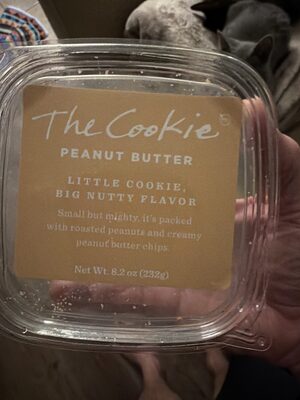 The Cookie
PEANUT BUTTER
LITTLE COOKIE,
BIG NUTTY FLAVOR
Small but mighty, it's packed
with roasted peanuts and creamy
peanut butter chips.
Net Wt. 8.2 oz (232g)